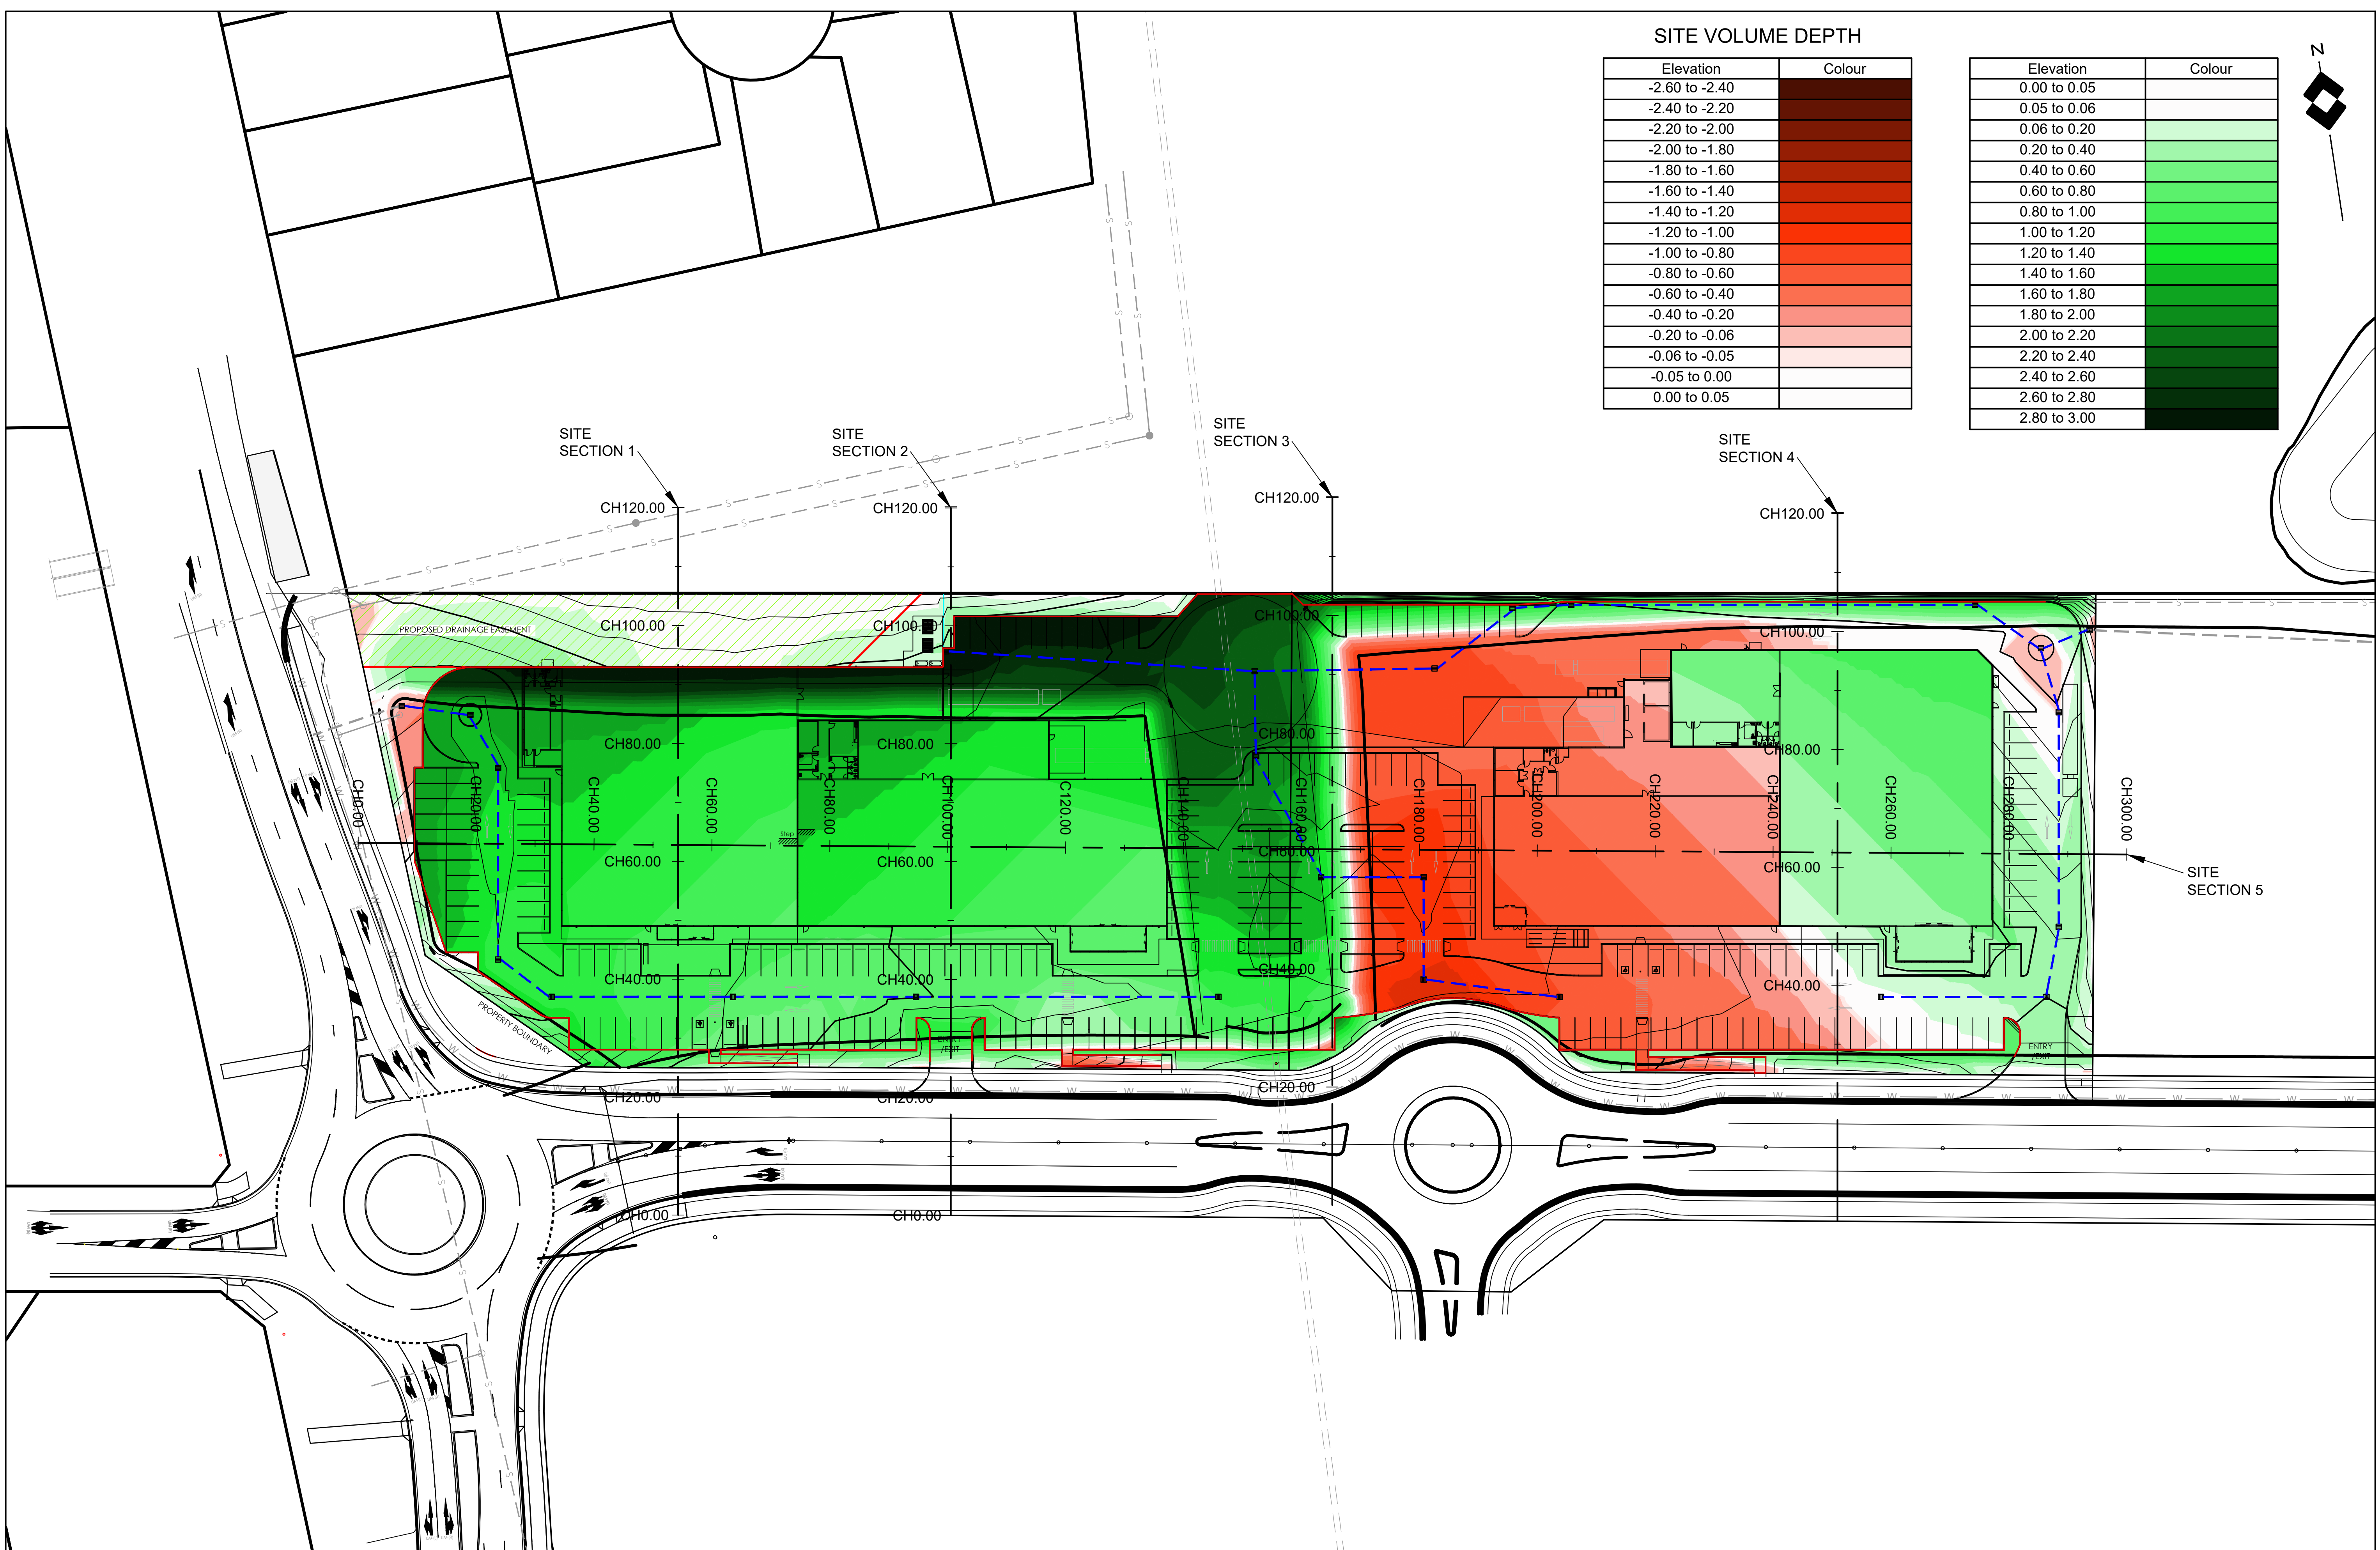 SITE VOLUME DEPTH
Elevation Colour
-2.60 to -2.40
-2.40 to -2.20
-2.20 to -2.00
-2.00 to -1.80
-1.80 to -1.60
-1.60 to -1.40
-1.40 to -1.20
-1.20 to -1.00
-1.00 to -0.80
-0.80 to -0.60
-0.60 to -0.40
-0.40 to -0.20
-0.20 to -0.06
-0.06 to -0.05
-0.05 to 0.00
0.00 to 0.05
Elevation Colour
0.00 to 0.05
0.05 to 0.06
0.06 to 0.20
0.20 to 0.40
0.40 to 0.60
0.60 to 0.80
0.80 to 1.00
1.00 to 1.20
1.20 to 1.40
1.40 to 1.60
1.60 to 1.80
1.80 to 2.00
2.00 to 2.20
2.20 to 2.40
2.40 to 2.60
2.60 to 2.80
2.80 to 3.00
N
SITE
SECTION 1
SITE
SECTION 2
SITE
SECTION 3
SITE
SECTION 4
CH120.00
CH120.00
CH120.00
CH120.00
PROPOSED DRAINAGE EASEMENT
CH100.00
CH100.00
CH100.00
CH100.00
CH80.00
CH80.00
CH80.00
CH80.00
CH0.00
CH20.00
CH40.00
CH60.00
CH80.00
CH100.00
C120.00
CH140.00
CH160.00
CH180.00
CH200.00
CH220.00
CH240.00
CH260.00
CH280.00
CH300.00
Step
CH60.00
CH60.00
CH60.00
CH60.00
SITE
SECTION 5
CH40.00
CH40.00
CH40.00
CH40.00
PROPERTY BOUNDARY
ENTRY
/EXIT
ENTRY
/EXIT
CH20.00
CH20.00
CH20.00
CH0.00
CH0.00